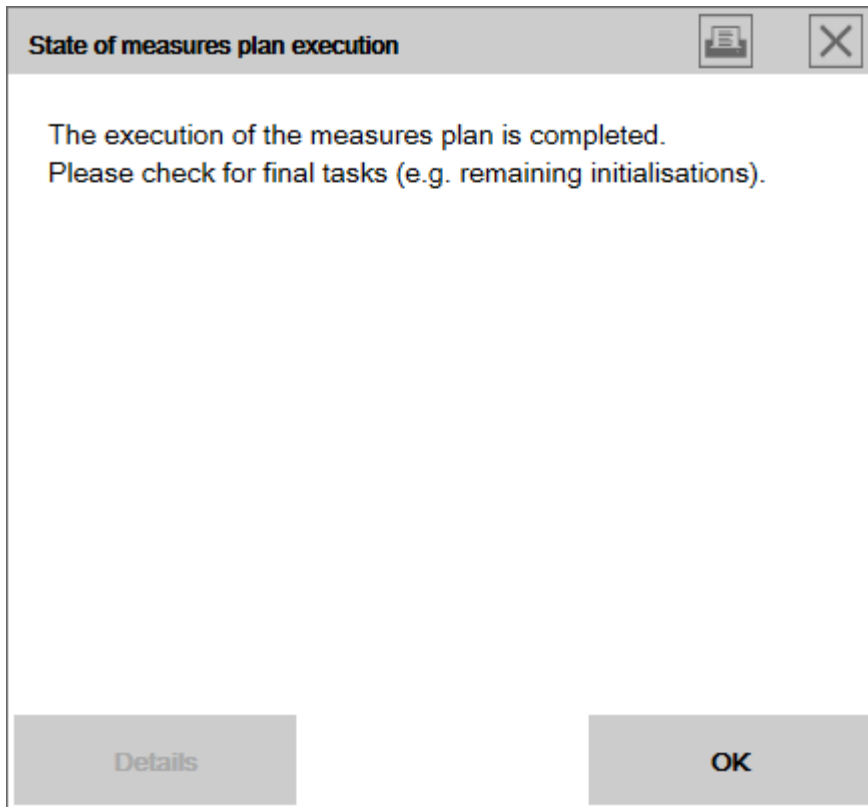 State of measures plan execution
The execution of the measures plan is completed.
Please check for final tasks (e.g. remaining initialisations).
Details
OK